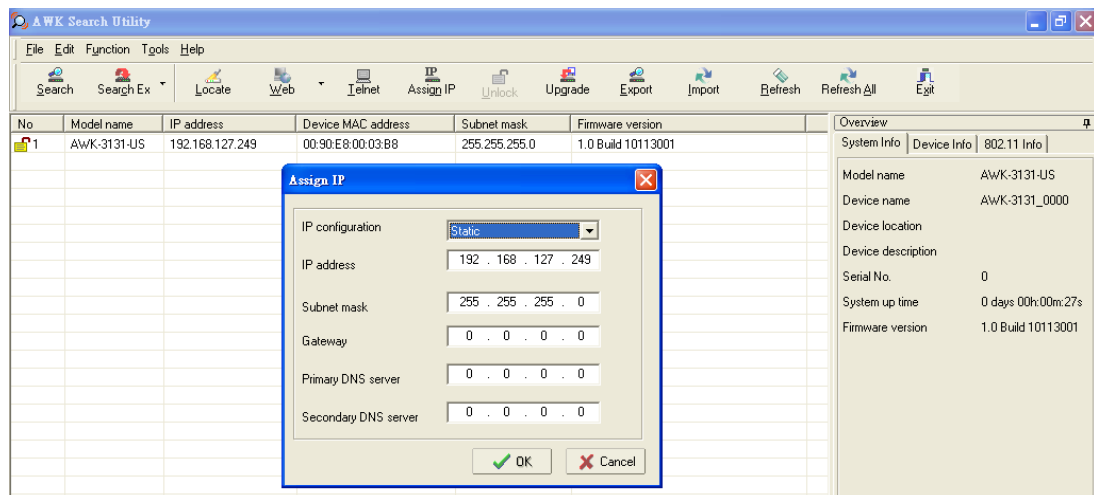 AWK Search Utility
File Edit Function Tools Help
Search Search Ex Locate Web Telnet Assign IP Unlock Upgrade Export Import Refresh Refresh All Exit
IP
No Model name IP address Device MAC address Subnet mask Firmware version
1 AWK-3131-US 192.168.127.249 00:90:E8:00:03:B8 255.255.255.0 1.0 Build 10113001
Assign IP
IP configuration Static
IP address 192 . 168 . 127 . 249
Subnet mask 255 . 255 . 255 . 0
Gateway 0 . 0 . 0 . 0
Primary DNS server 0 . 0 . 0 . 0
Secondary DNS server 0 . 0 . 0 . 0
OK Cancel
Overview
System Info Device Info 802.11 Info
Model name AWK-3131-US
Device name AWK-3131_0000
Device location
Device description
Serial No. 0
System up time 0 days 00h:00m:27s
Firmware version 1.0 Build 10113001